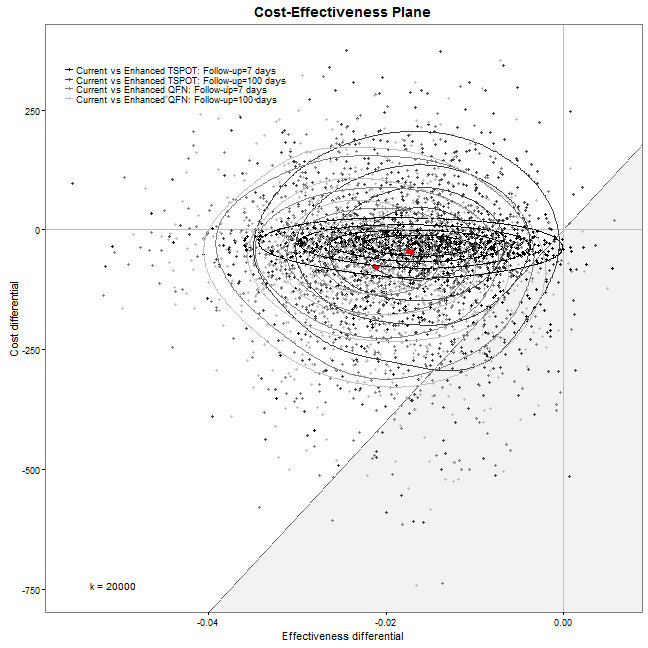 Cost-Effectiveness Plane
Current vs Enhanced TSPOT: Follow-up=7 days
Current vs Enhanced TSPOT: Follow-up=100 days
Current vs Enhanced QFN: Follow-up=7 days
Current vs Enhanced QFN: Follow-up=100 days
250
0
-250
-500
-750
Cost differential
k = 20000
-0.04
-0.02
0.00
Effectiveness differential